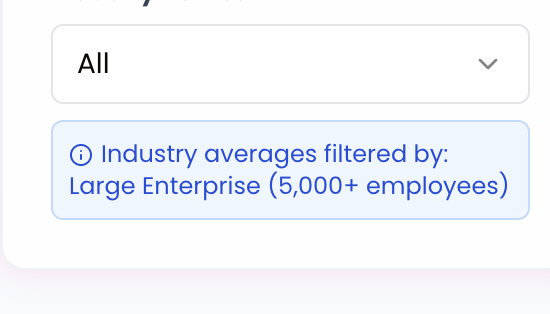 All
Industry averages filtered by:
Large Enterprise (5,000+ employees)